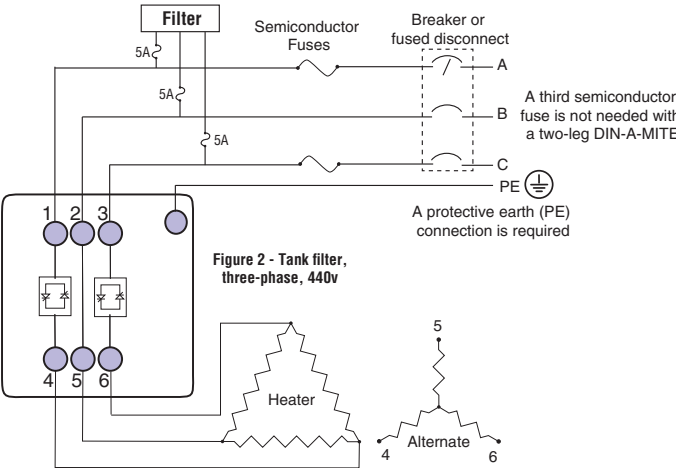 Filter
Semiconductor
Fuses
Breaker or
fused disconnect
5A
5A
5A
A
B
C
PE
A third semiconductor
fuse is not needed with
a two-leg DIN-A-MITE
A protective earth (PE)
connection is required
1 2 3
Figure 2 - Tank filter,
three-phase, 440v
4 5 6
Heater
5
4
Alternate
6